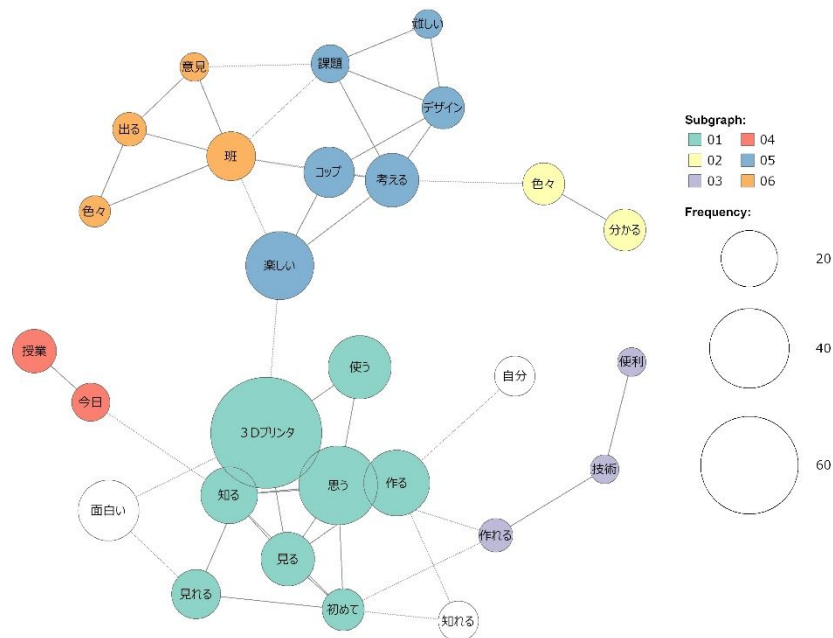 難しい
意見
課題
デザイン
出る
班
コップ
考える
色々
色々
分かる
楽しい
授業
今日
使う
自分
便利
3Dプリンタ
技術
知る
思う
作る
面白い
作れる
見る
見れる
初めて
知れる
Subgraph:
01 04
02 05
03 06
Frequency:
20
40
60